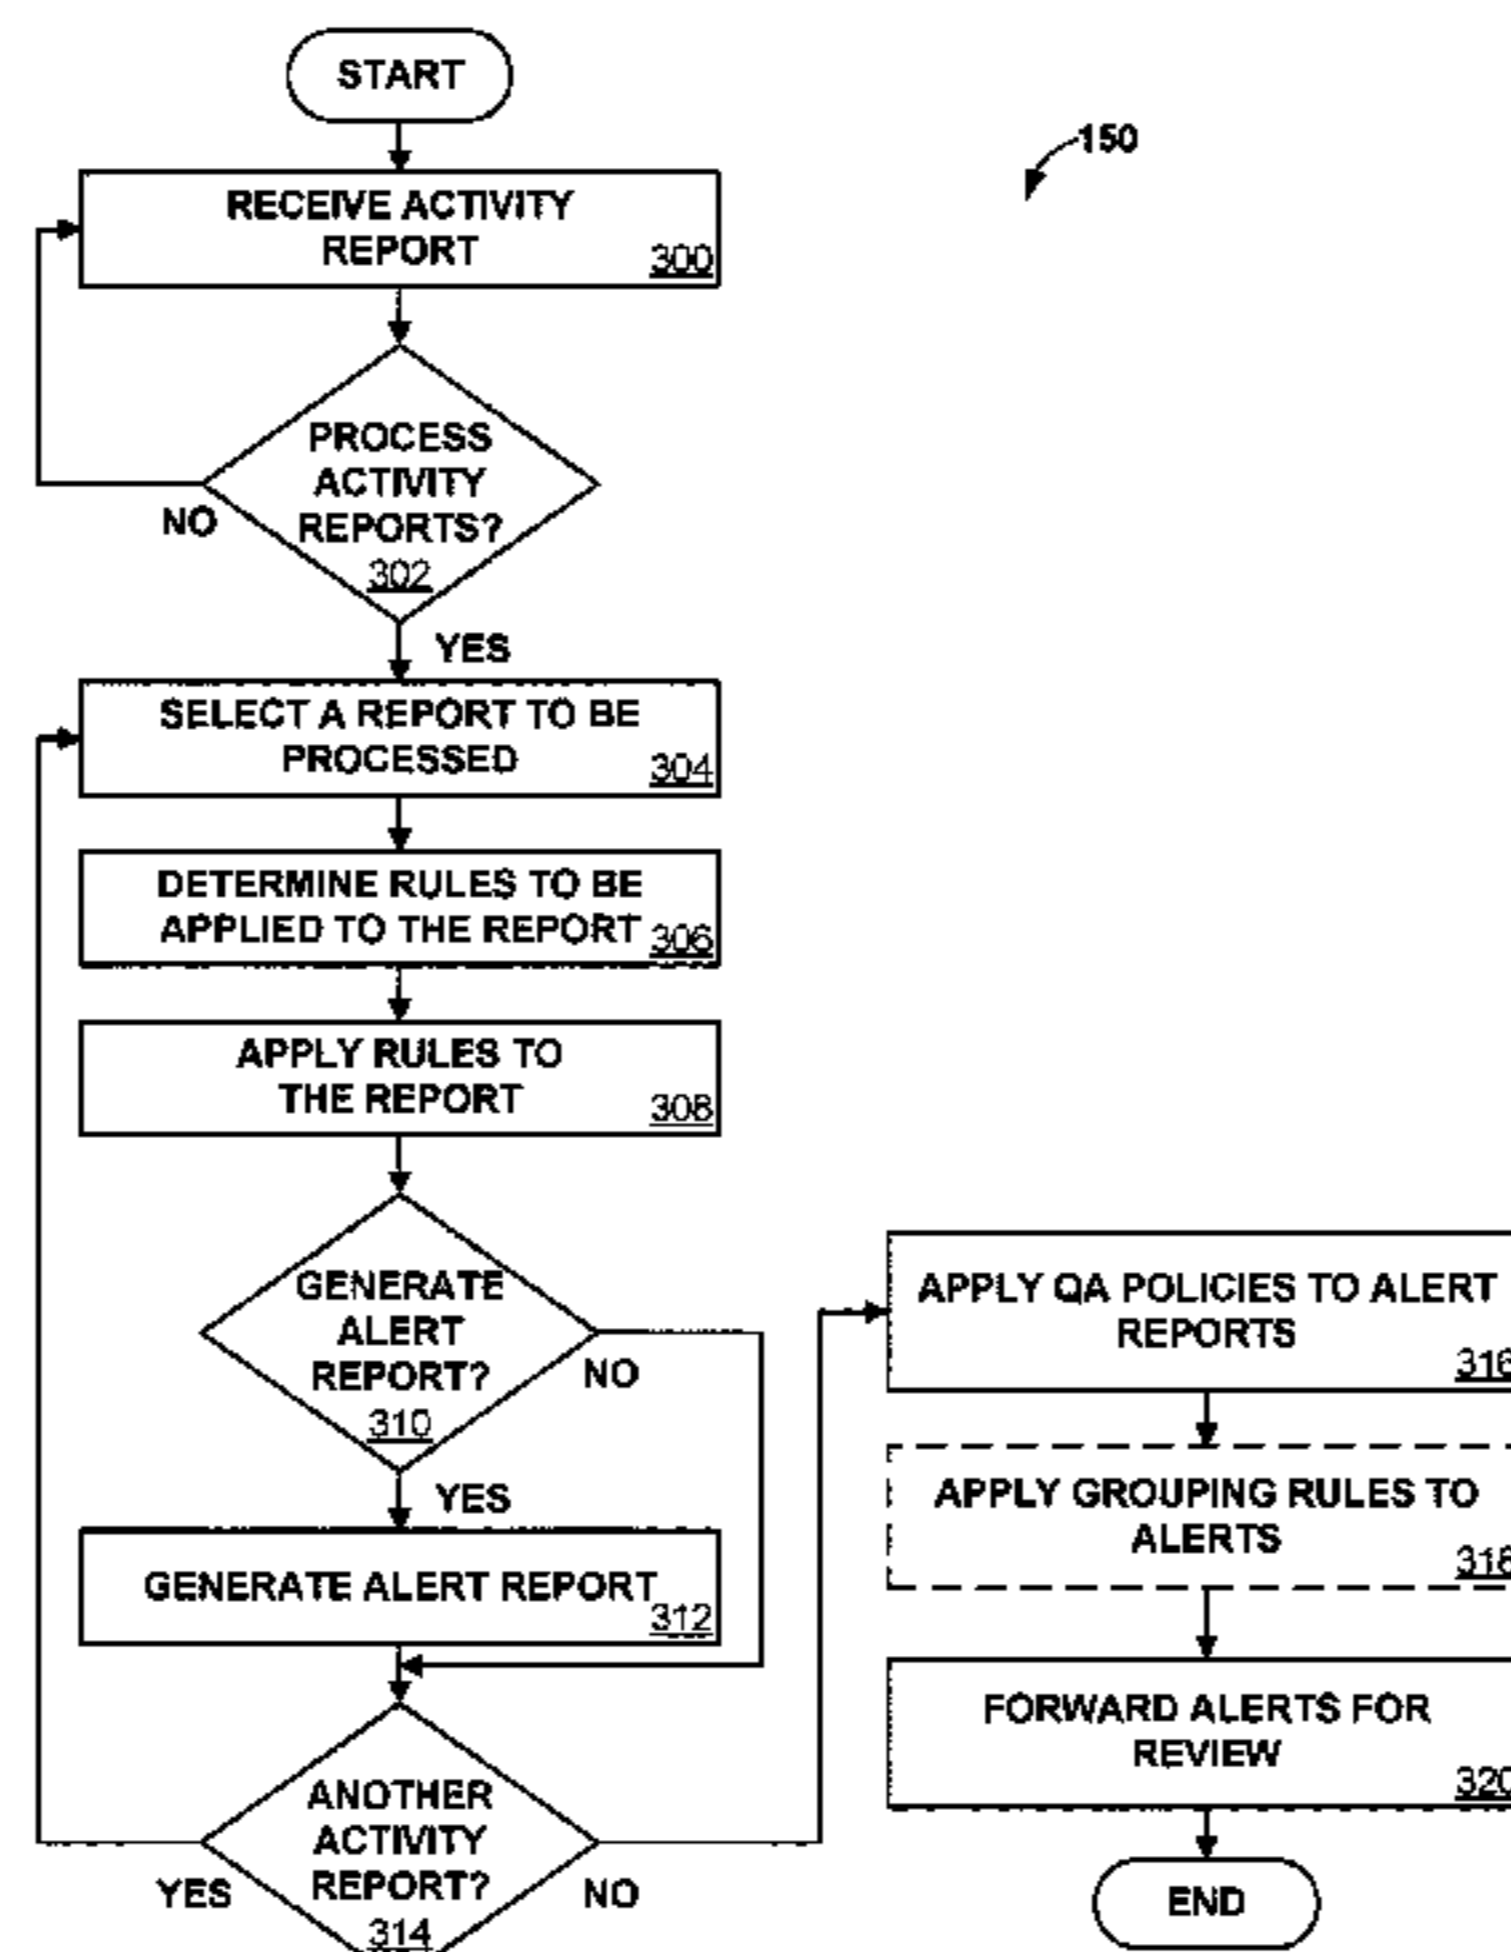 START
150
RECEIVE ACTIVITY
REPORT
300
PROCESS
ACTIVITY
REPORTS?
302
NO
YES
SELECT A REPORT TO BE
PROCESSED
304
DETERMINE RULES TO BE
APPLIED TO THE REPORT
306
APPLY RULES TO
THE REPORT
308
GENERATE
ALERT
REPORT?
310
NO
YES
GENERATE ALERT REPORT
312
ANOTHER
ACTIVITY
REPORT?
314
YES
NO
APPLY QA POLICIES TO ALERT
REPORTS
316
APPLY GROUPING RULES TO
ALERTS
318
FORWARD ALERTS FOR
REVIEW
320
END